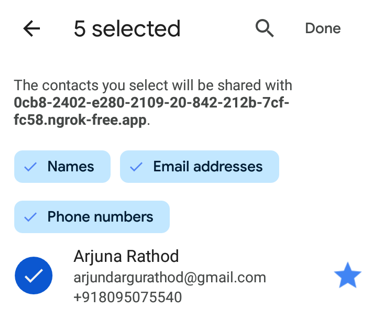 5 selected
Done
The contacts you select will be shared with
0cb8-2402-e280-2109-20-842-212b-7cf-
fc58.ngrok-free.app.
Names
Email addresses
Phone numbers
Arjuna Rathod
arjundargurathod@gmail.com
+918095075540